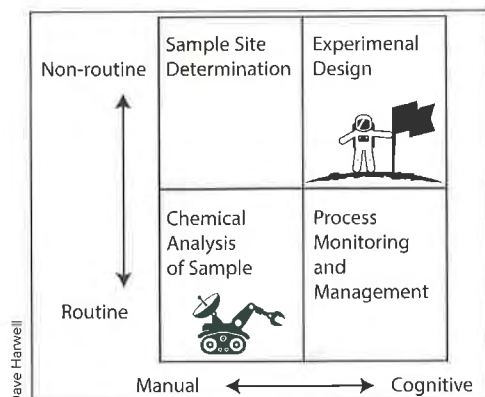 Non-routine
Routine
Sample Site
Determination
Experimenal
Design
Chemical
Analysis
of Sample
Process
Monitoring
and
Management
Manual
Cognitive
Dave Harwell